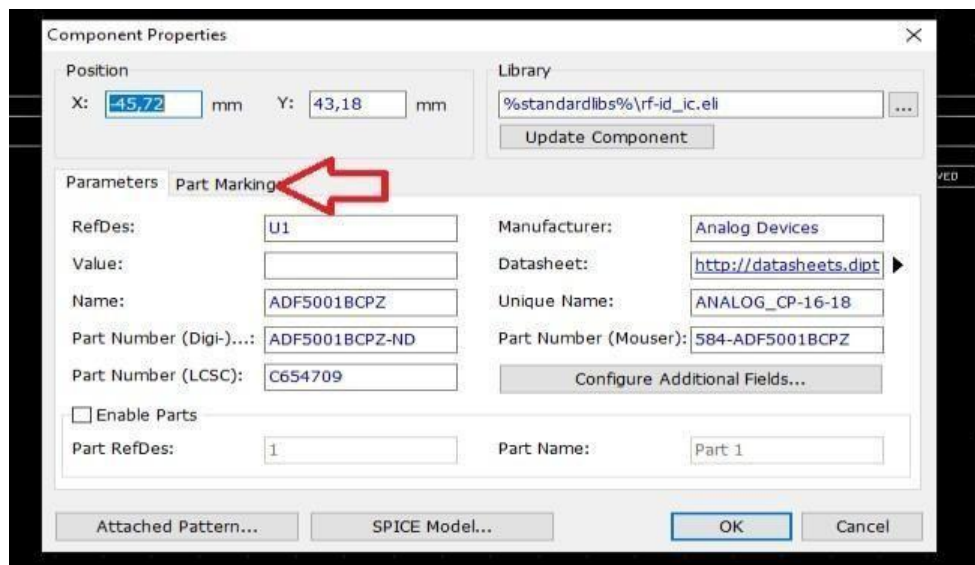 Component Properties
Position
X: -45,72 mm Y: 43,18 mm
Library
%standardlibs%\rf-id_ic.eli ...
Update Component
Parameters Part Marking
RefDes: U1
Value:
Name: ADF5001BCPZ
Part Number (Digi-)...: ADF5001BCPZ-ND
Part Number (LCSC): C654709
Manufacturer: Analog Devices
Datasheet: http://datasheets.dipt
Unique Name: ANALOG_CP-16-18
Part Number (Mouser): 584-ADF5001BCPZ
Configure Additional Fields...
Enable Parts
Part RefDes: 1
Part Name: Part 1
Attached Pattern... SPICE Model... OK Cancel
VED